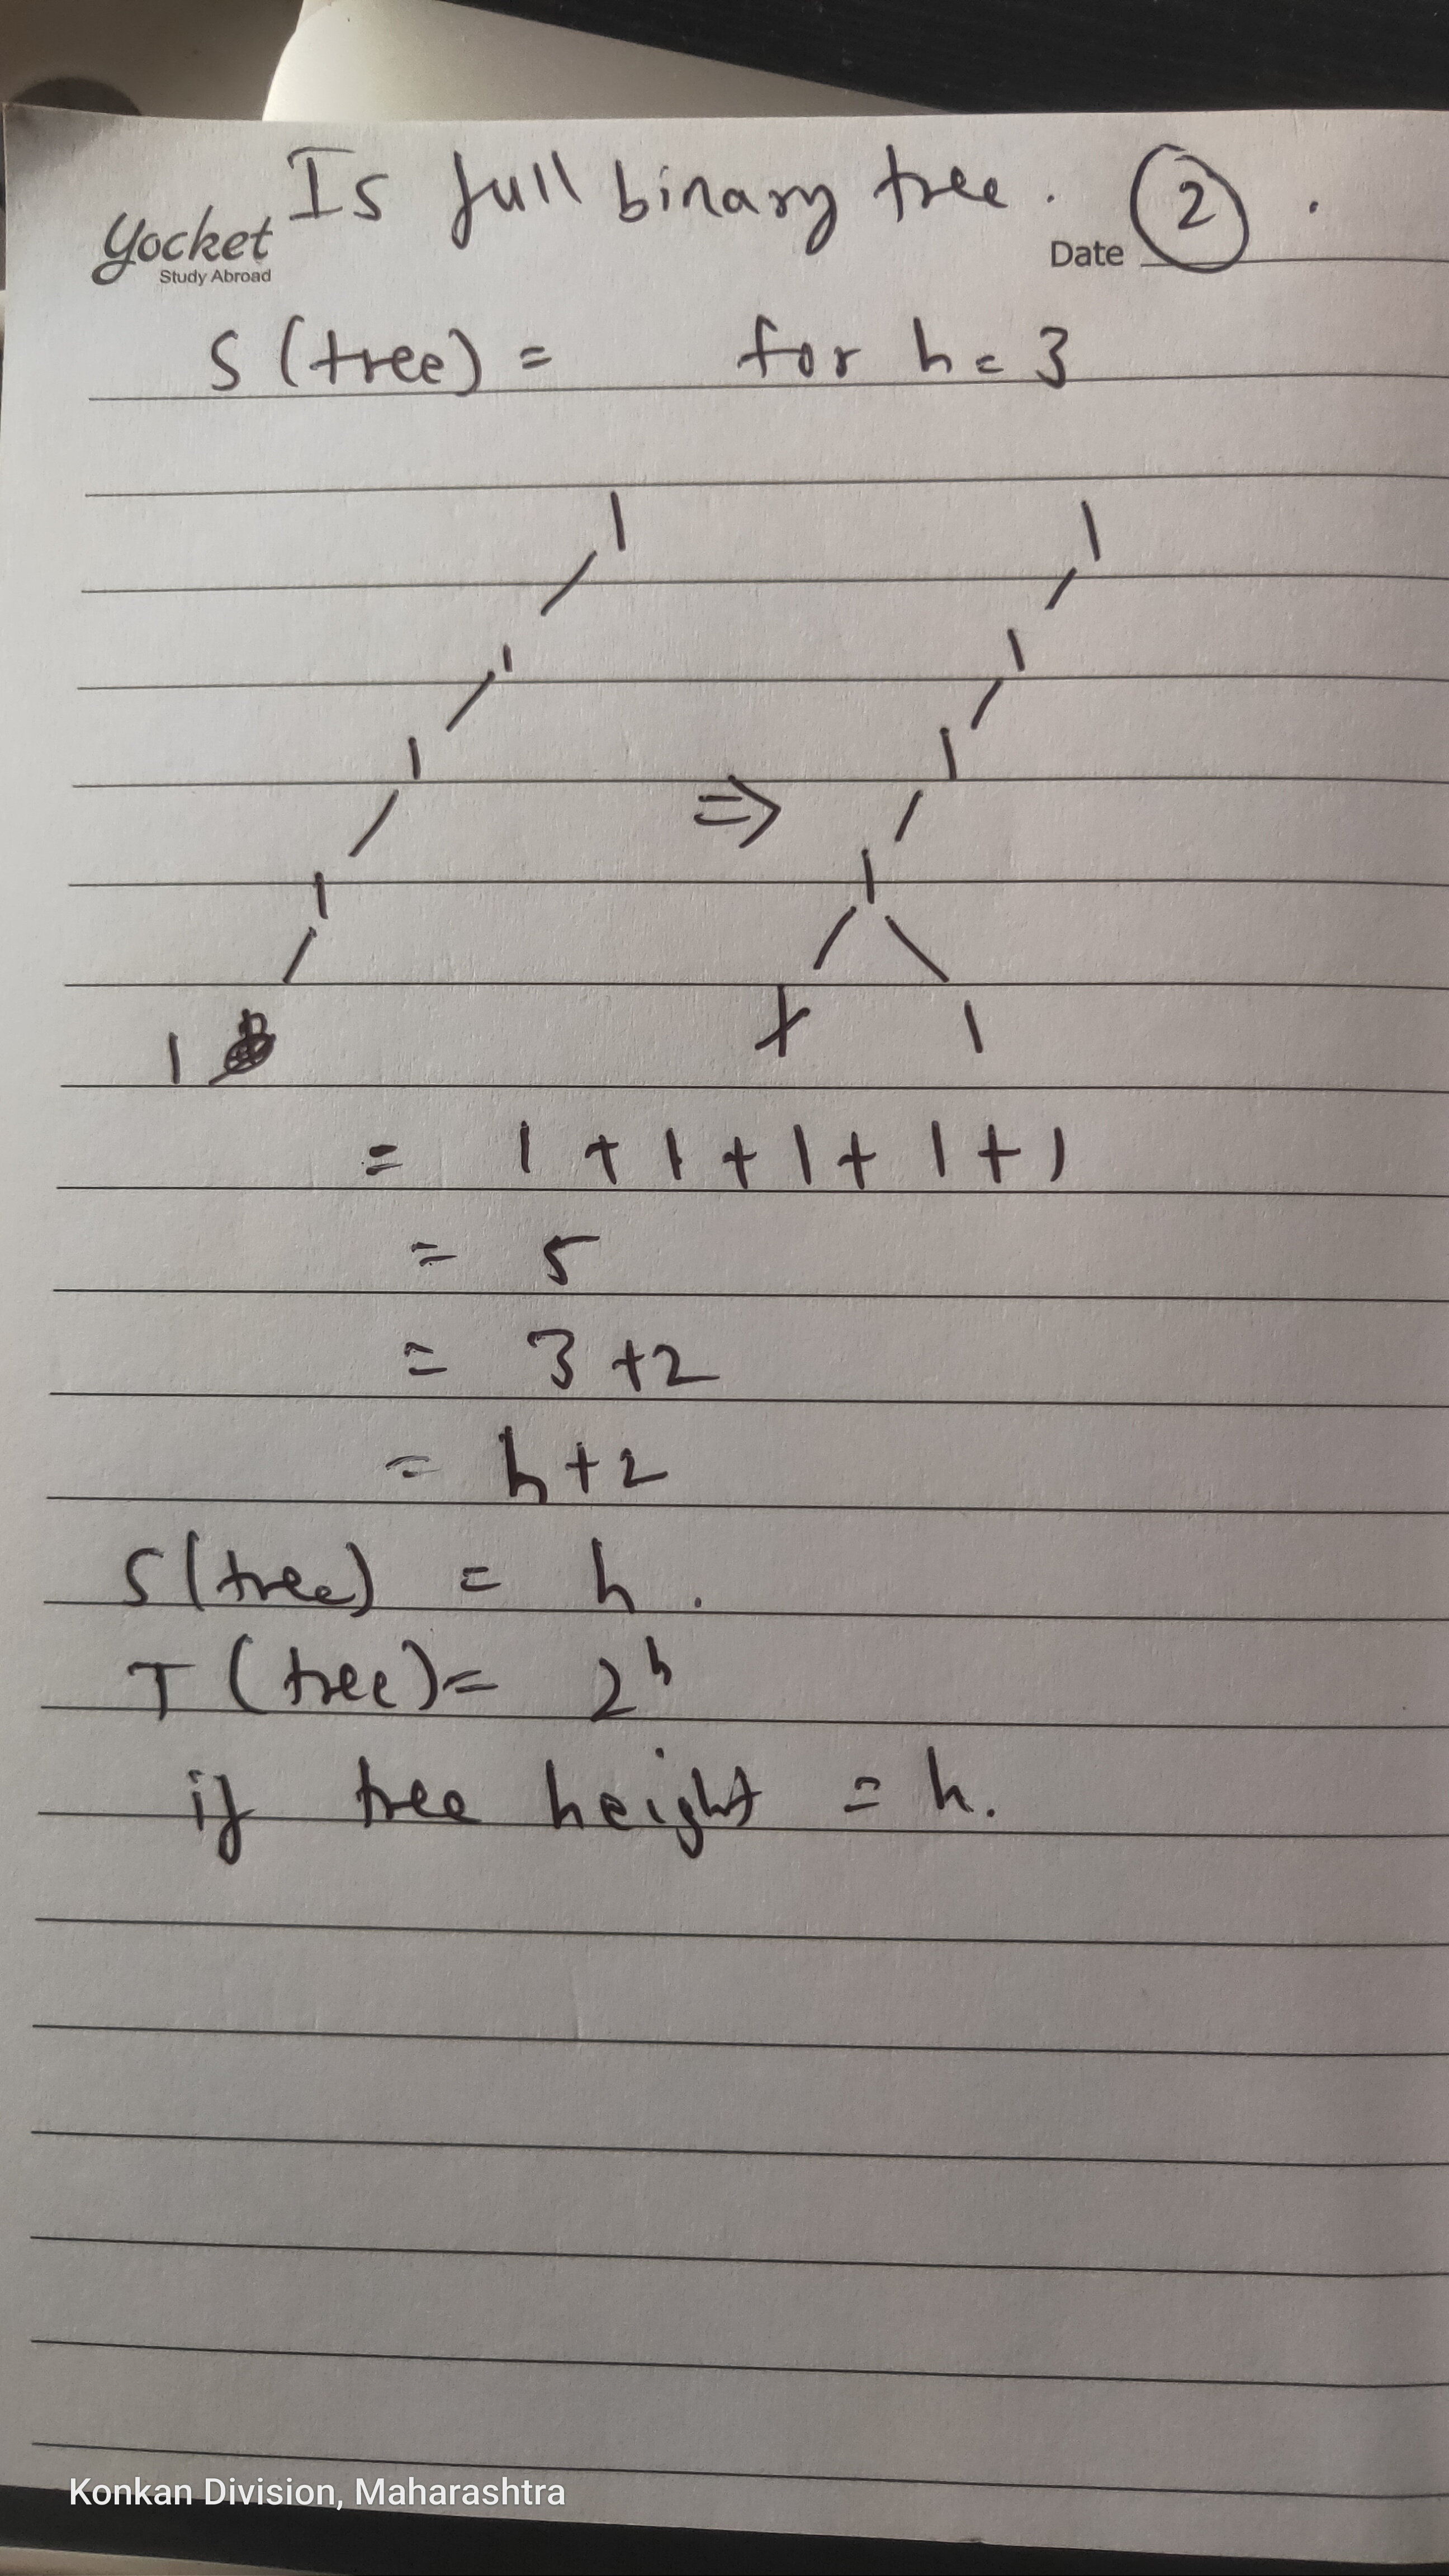 Is full binary tree. 2 .
yocket
Study Abroad
Date
S (tree) = for h = 3
1 1
1 1
1 1
⇒
1 1
1 x 1
= 1 + 1 + 1 + 1 + 1
= 5
= 3 + 2
= h + 2
S (tree) = h .
T (tree) = 2^h
if tree height = h.
Konkan Division, Maharashtra